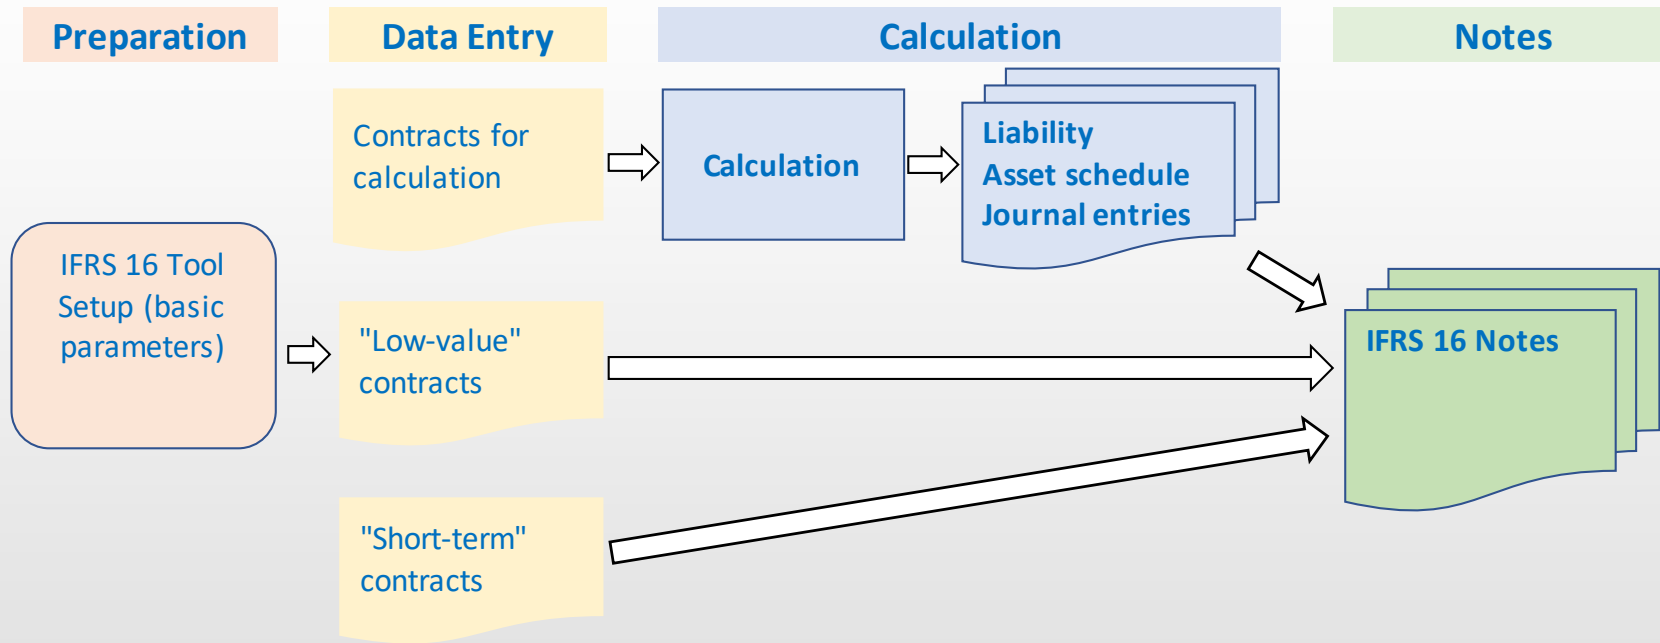 Preparation
Data Entry
Calculation
Notes
Contracts for
calculation
Calculation
Liability
Asset schedule
Journal entries
IFRS 16 Tool
Setup (basic
parameters)
"Low-value"
contracts
IFRS 16 Notes
"Short-term"
contracts